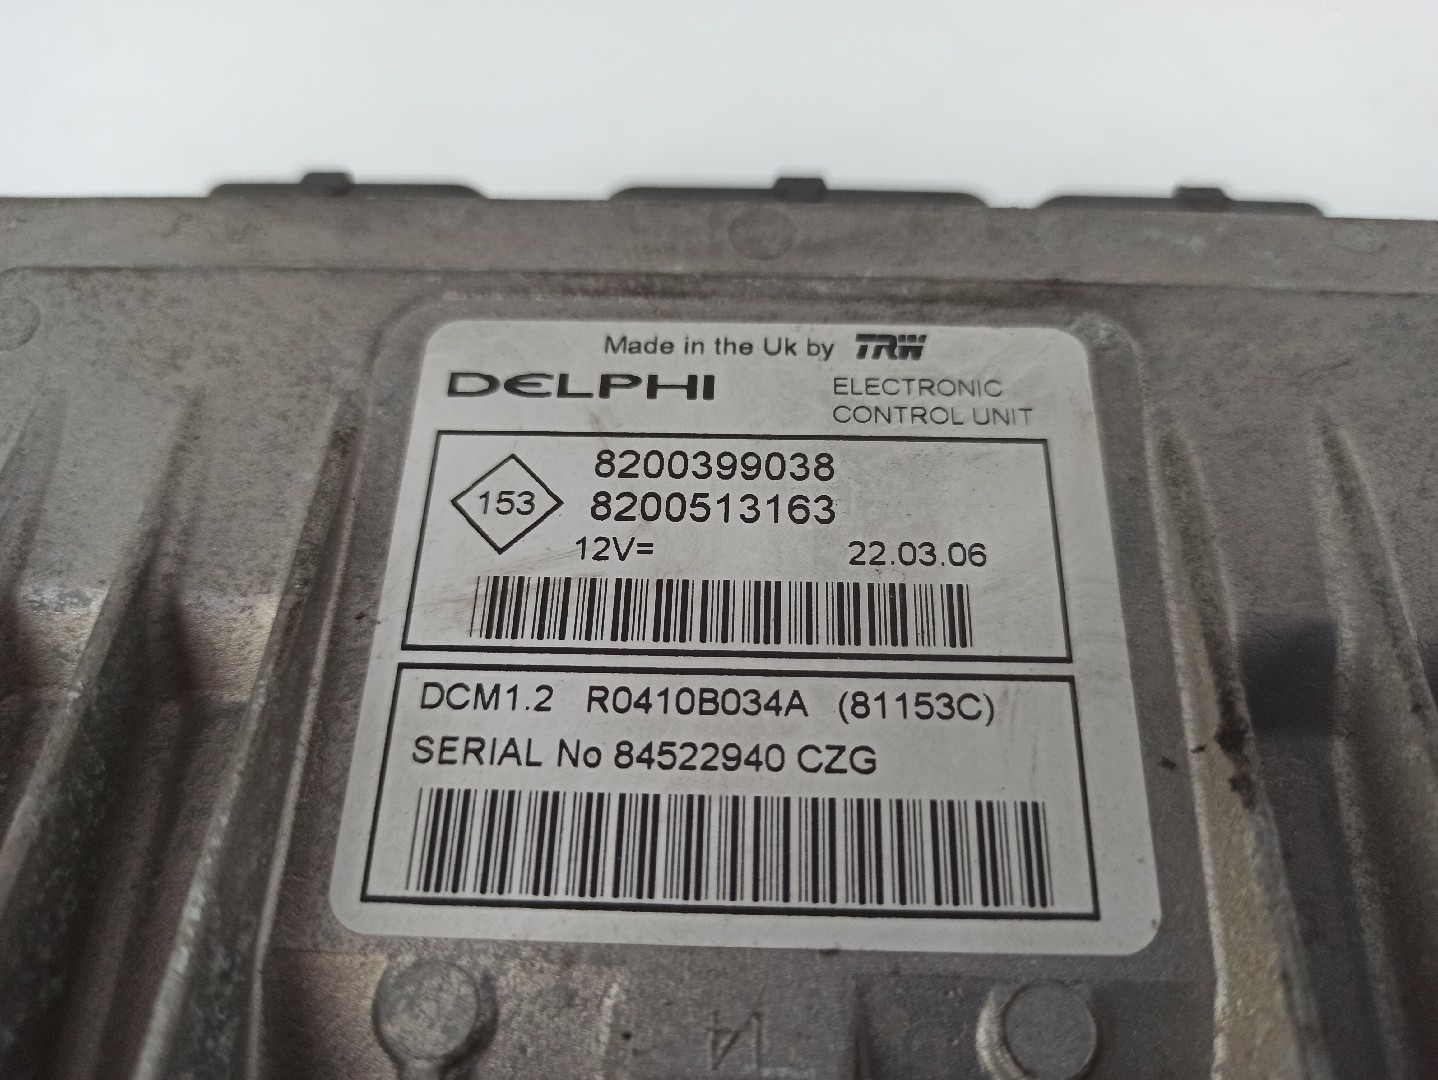 Made in the Uk by TRW
DELPHI
ELECTRONIC
CONTROL UNIT
153
8200399038
8200513163
12V= 22.03.06
DCM1.2 R0410B034A (81153C)
SERIAL No 84522940 CZG